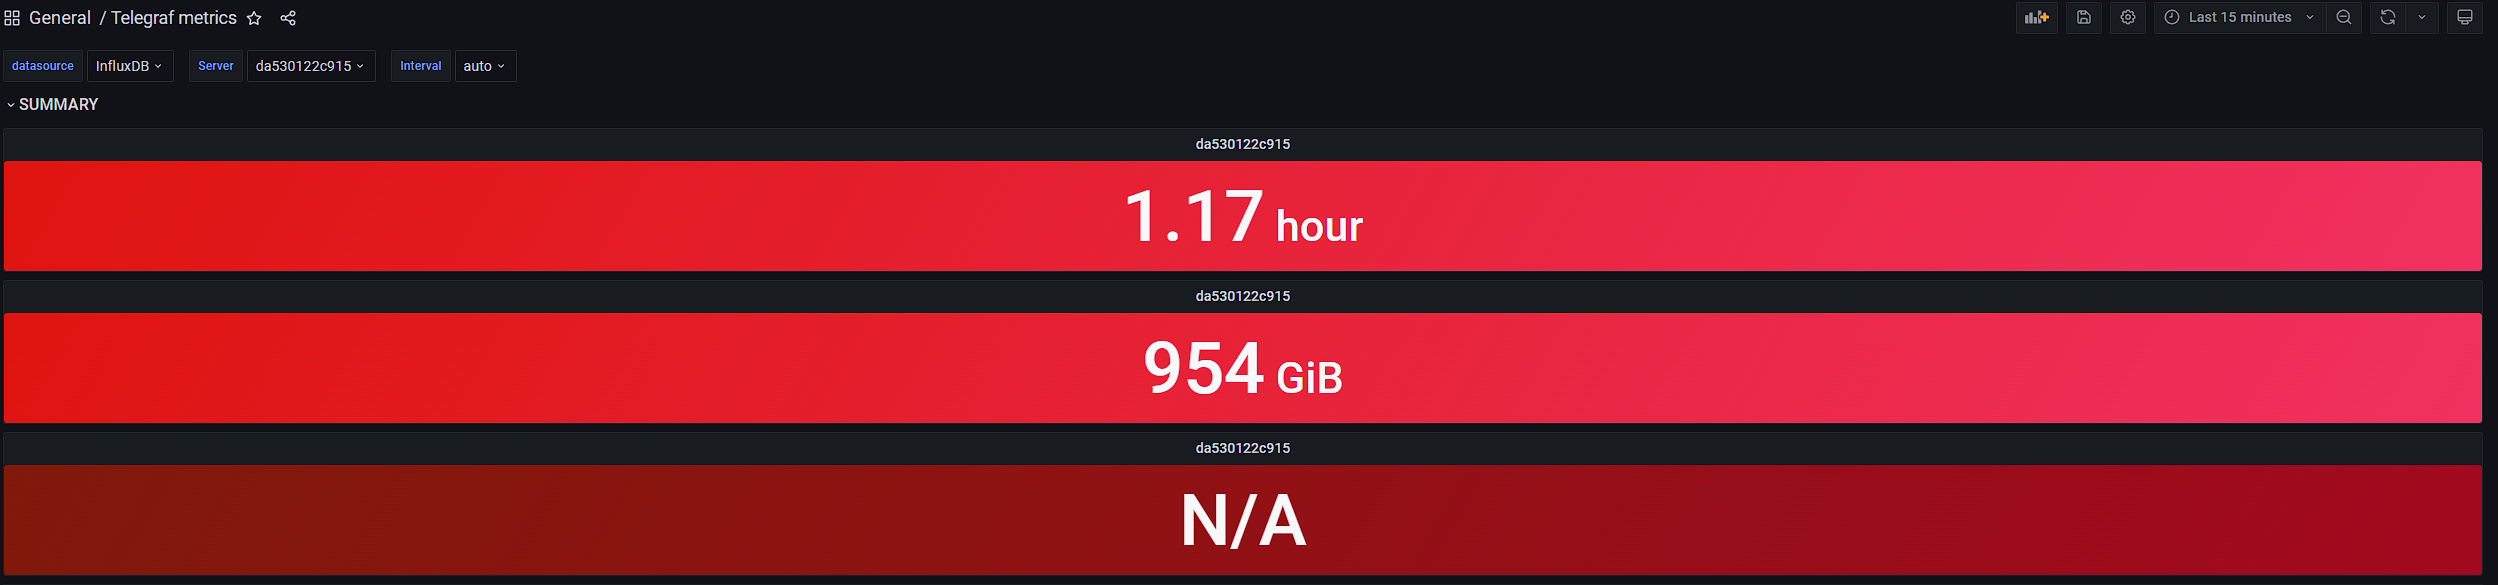 General / Telegraf metrics
Last 15 minutes
datasource InfluxDB Server da530122c915 Interval auto
SUMMARY
da530122c915
1.17 hour
da530122c915
954 GiB
da530122c915
N/A